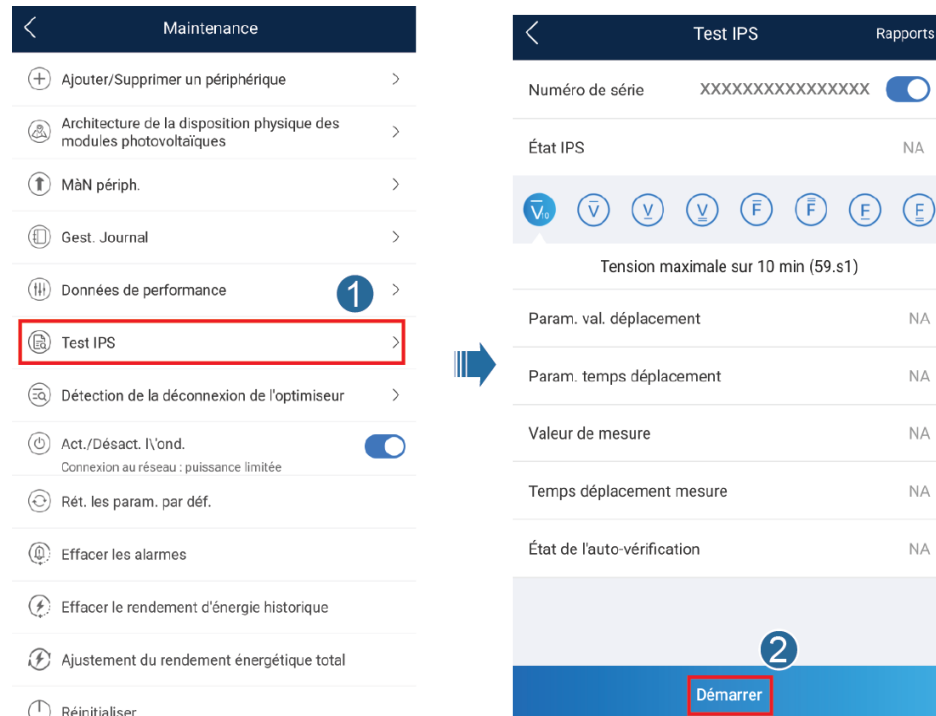 Maintenance
Ajouter/Supprimer un périphérique
Architecture de la disposition physique des
modules photovoltaïques
MàN périph.
Gest. Journal
Données de performance
1
Test IPS
Détection de la déconnexion de l'optimiseur
Act./Désact. l\'ond.
Connexion au réseau : puissance limitée
Rét. les param. par déf.
Effacer les alarmes
Effacer le rendement d'énergie historique
Ajustement du rendement énergétique total
Réinitialiser
Test IPS Rapports
Numéro de série XXXXXXXXXXXXXXXX
État IPS NA
V10 V V V F F F F
Tension maximale sur 10 min (59.s1)
Param. val. déplacement NA
Param. temps déplacement NA
Valeur de mesure NA
Temps déplacement mesure NA
État de l'auto-vérification NA
2
Démarrer